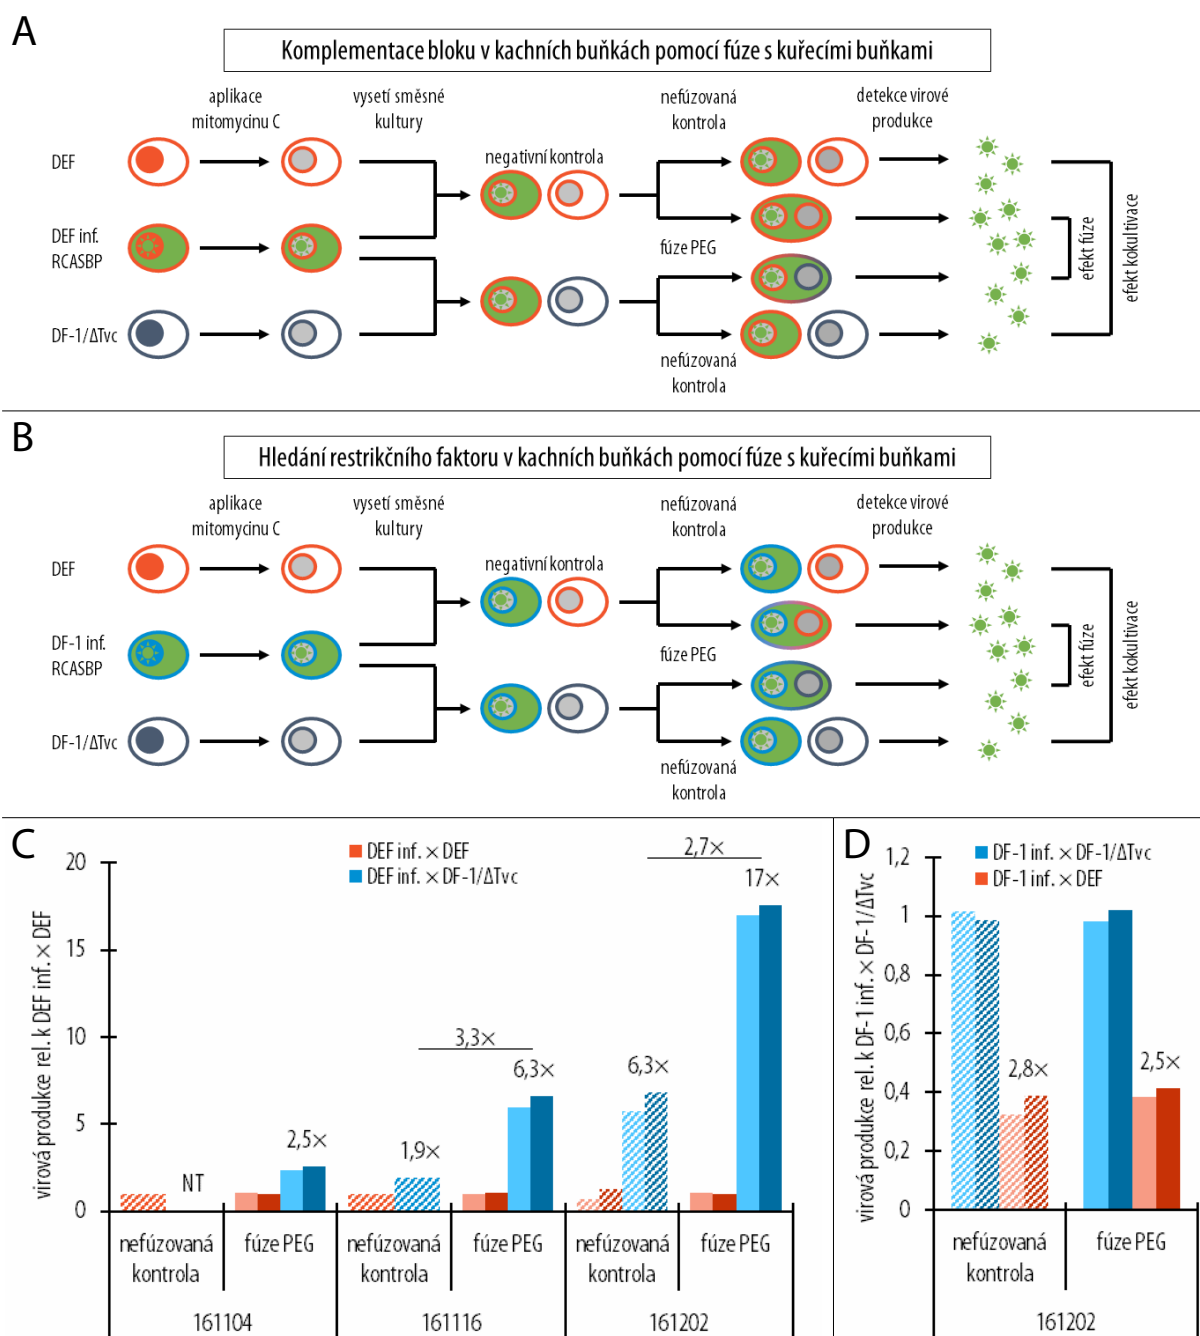 A
Komplementace bloku v kachních buňkách pomocí fúze s kuřecími buňkami
aplikace
mitomycinu C
vysetí směsné
kultury
negativní kontrola
nefúzovaná
kontrola
detekce virové
produkce
DEF
DEF inf.
RCASBP
DF-1/ΔTvc
fúze PEG
nefúzovaná
kontrola
efekt fúze
efekt kokultivace
B
Hledání restrikčního faktoru v kachních buňkách pomocí fúze s kuřecími buňkami
aplikace
mitomycinu C
vysetí směsné
kultury
negativní kontrola
nefúzovaná
kontrola
detekce virové
produkce
DEF
DF-1 inf.
RCASBP
DF-1/ΔTvc
fúze PEG
nefúzovaná
kontrola
efekt fúze
efekt kokultivace
C
DEF inf. × DEF
DEF inf. × DF-1/ΔTvc
virová produkce rel. k DEF inf. × DEF
20
15
10
5
0
NT
2,5×
1,9×
3,3×
6,3×
6,3×
2,7×
17×
nefúzovaná
kontrola
fúze PEG
nefúzovaná
kontrola
fúze PEG
nefúzovaná
kontrola
fúze PEG
161104
161116
161202
D
DF-1 inf. × DF-1/ΔTvc
DF-1 inf. × DEF
virová produkce rel. k DF-1 inf. × DF-1/ΔTvc
1,2
1
0,8
0,6
0,4
0,2
0
2,8×
2,5×
nefúzovaná
kontrola
fúze PEG
161202